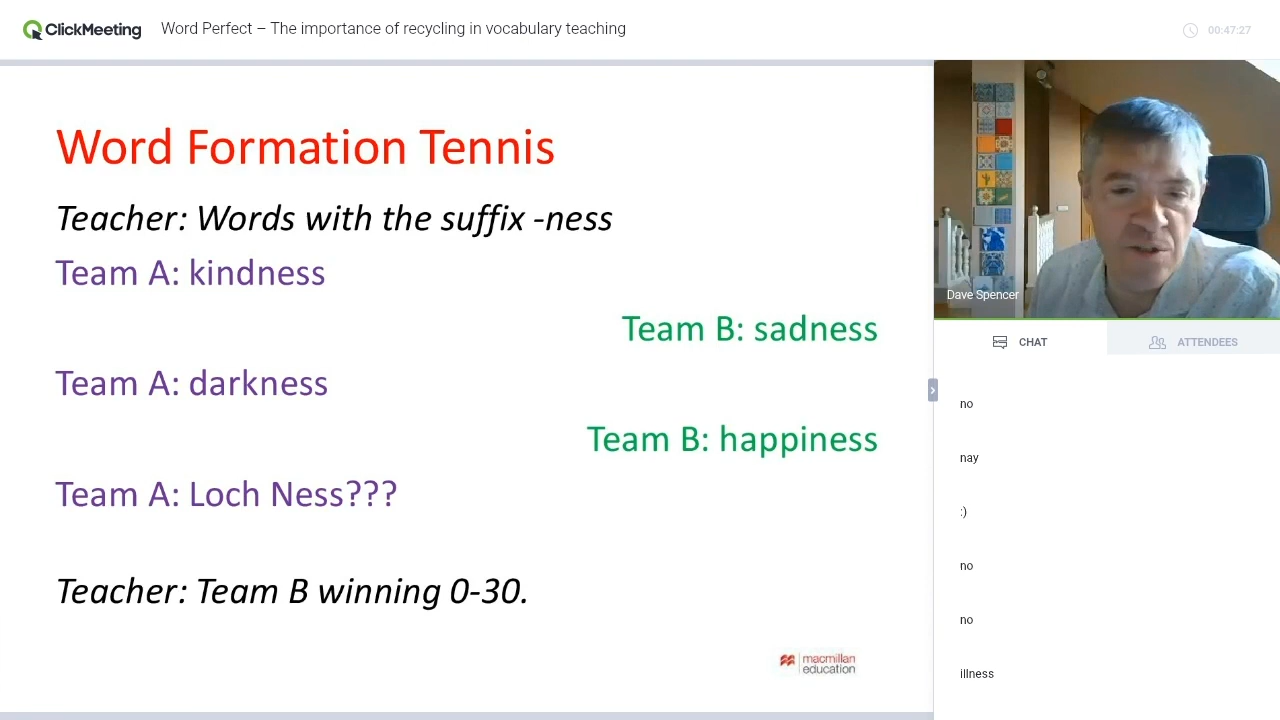 ClickMeeting
Word Perfect – The importance of recycling in vocabulary teaching
00:47:27
Word Formation Tennis
Teacher: Words with the suffix -ness
Team A: kindness
Team B: sadness
Team A: darkness
Team B: happiness
Team A: Loch Ness???
Teacher: Team B winning 0-30.
macmillan
education
Dave Spencer
CHAT
ATTENDEES
no
nay
:)
no
no
illness